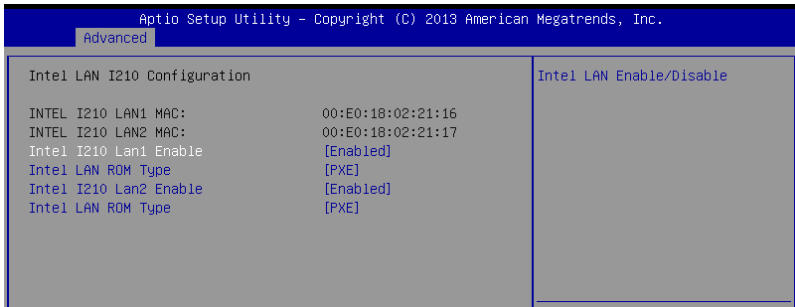 Aptio Setup Utility – Copyright (C) 2013 American Megatrends, Inc.
Advanced
Intel LAN I210 Configuration
INTEL I210 LAN1 MAC: 00:E0:18:02:21:16
INTEL I210 LAN2 MAC: 00:E0:18:02:21:17
Intel I210 Lan1 Enable [Enabled]
Intel LAN ROM Type [PXE]
Intel I210 Lan2 Enable [Enabled]
Intel LAN ROM Type [PXE]
Intel LAN Enable/Disable